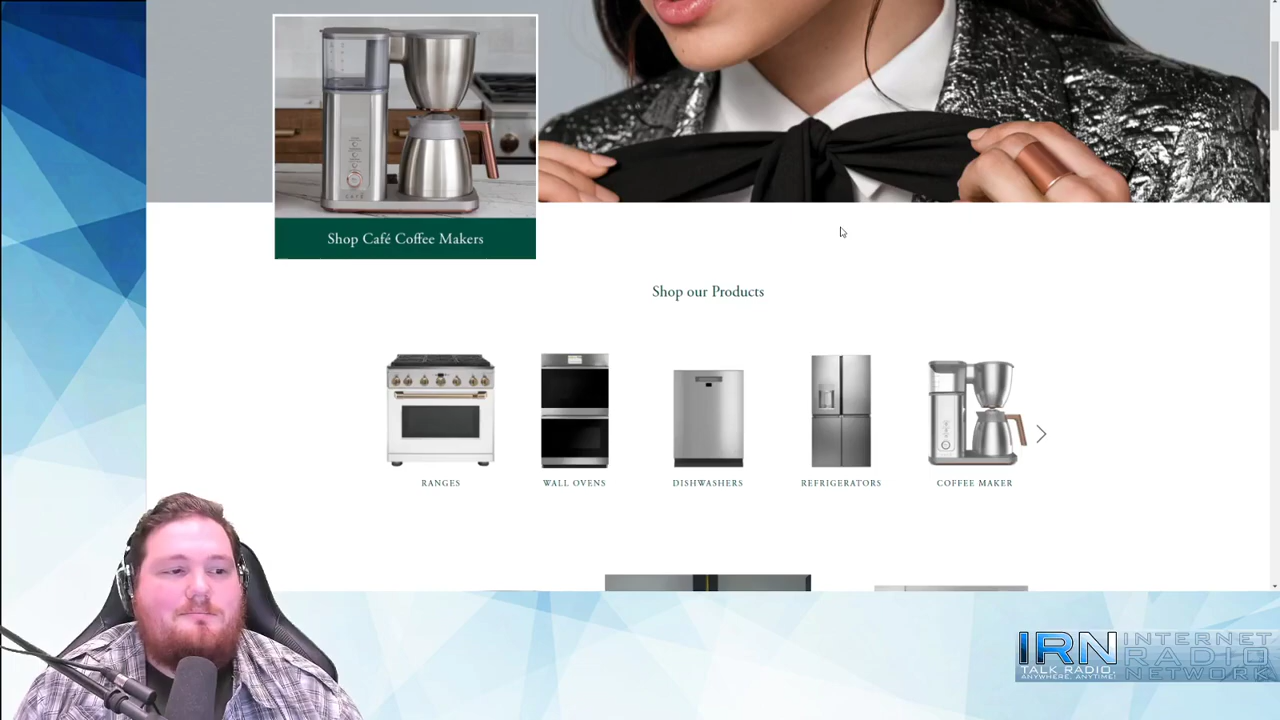 Shop Café Coffee Makers
Shop our Products
RANGES
WALL OVENS
DISHWASHERS
REFRIGERATORS
COFFEE MAKER
IRN INTERNET
RADIO
NETWORK
TALK RADIO
ANYWHERE, ANYTIME!